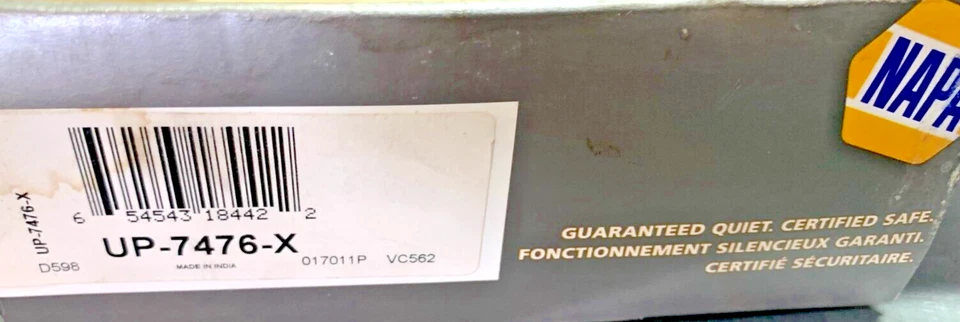 NAPA
6 54543 18442 2
UP-7476-X
UP-7476-X
D598
MADE IN INDIA
017011P VC562
GUARANTEED QUIET. CERTIFIED SAFE.
FONCTIONNEMENT SILENCIEUX GARANTI.
CERTIFIÉ SÉCURITAIRE.